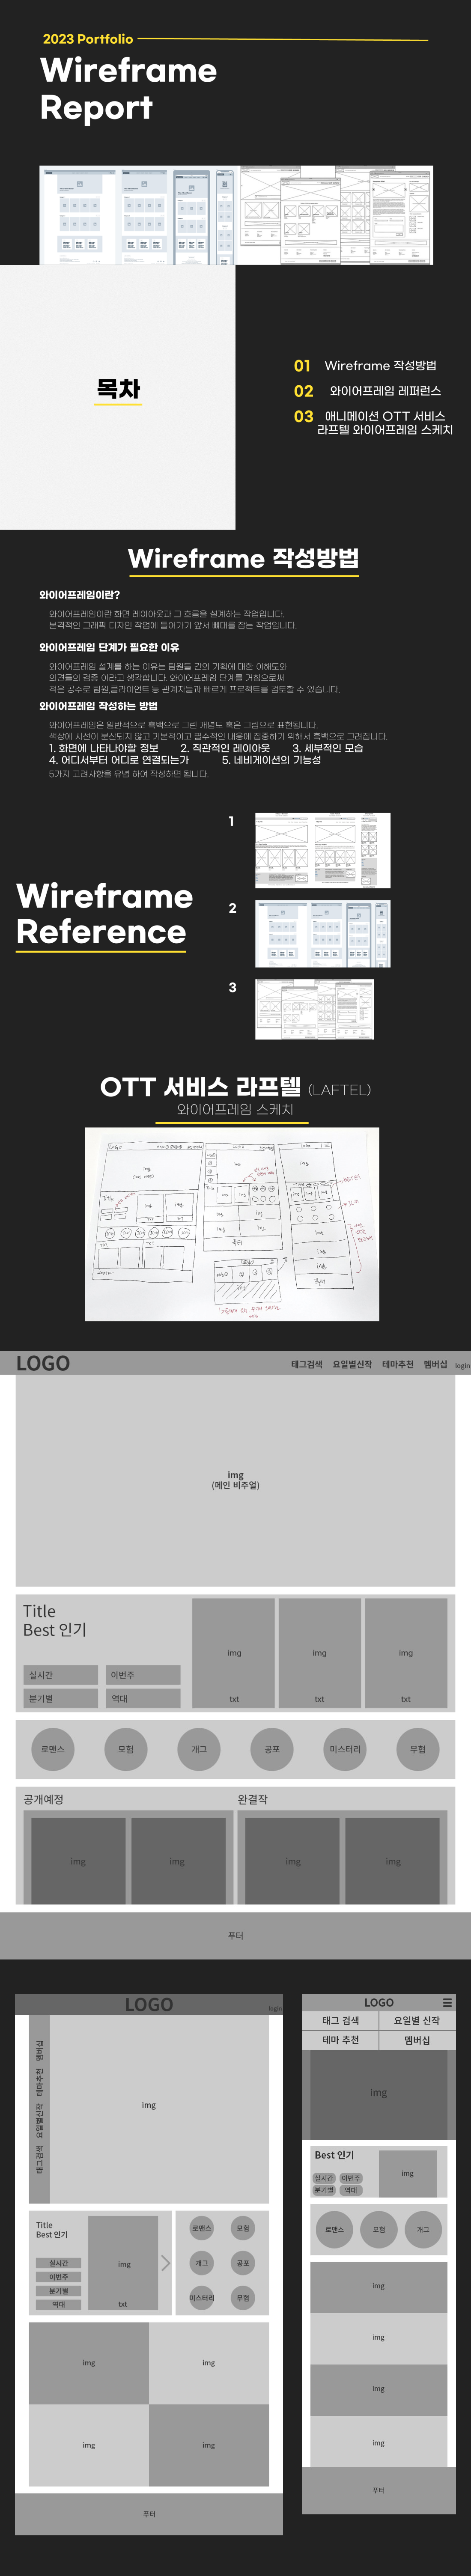 2023 Portfolio
Wireframe
Report
목차
01 Wireframe 작성방법
02 와이어프레임 레퍼런스
03 애니메이션 OTT 서비스
라프텔 와이어프레임 스케치
Wireframe 작성방법
와이어프레임이란?
와이어프레임이란 화면 레이아웃과 그 흐름을 설계하는 작업입니다.
본격적인 그래픽 디자인 작업에 들어가기 앞서 뼈대를 잡는 작업입니다.
와이어프레임 단계가 필요한 이유
와이어프레임 설계를 하는 이유는 팀원들 간의 기획에 대한 이해도와
의견들의 검증 이라고 생각합니다. 와이어프레임 단계를 거침으로써
적은 공수로 팀원,클라이언트 등 관계자들과 빠르게 프로젝트를 검토할 수 있습니다.
와이어프레임 작성하는 방법
와이어프레임은 일반적으로 흑백으로 그린 개념도 혹은 그림으로 표현됩니다.
색상에 시선이 분산되지 않고 기본적이고 필수적인 내용에 집중하기 위해서 흑백으로 그려집니다.
1. 화면에 나타나야할 정보 2. 직관적인 레이아웃 3. 세부적인 모습
4. 어디서부터 어디로 연결되는가 5. 네비게이션의 기능성
5가지 고려사항을 유념 하여 작성하면 됩니다.
1
Wireframe
Reference
2
3
OTT 서비스 라프텔 (LAFTEL)
와이어프레임 스케치
LOGO
LOGO
LOGO
img
img
img
img
img
푸터
푸터
LOGO 태그검색 요일별신작 테마추천 멤버십 login
img
(메인 비주얼)
Title
Best 인기
실시간 이번주
분기별 역대
img img img
txt txt txt
로맨스 모험 개그 공포 미스터리 무협
공개예정 완결작
img img img img
푸터
LOGO login
태그검색 요일별신작 테마추천 멤버십
img
Title
Best 인기
실시간
이번주
분기별
역대
img
txt
로맨스 모험
개그 공포
미스터리 무협
img img
img img
푸터
LOGO
태그 검색 요일별 신작
테마 추천 멤버십
img
Best 인기
실시간 이번주
분기별 역대
img
로맨스 모험 개그
img
img
img
img
푸터